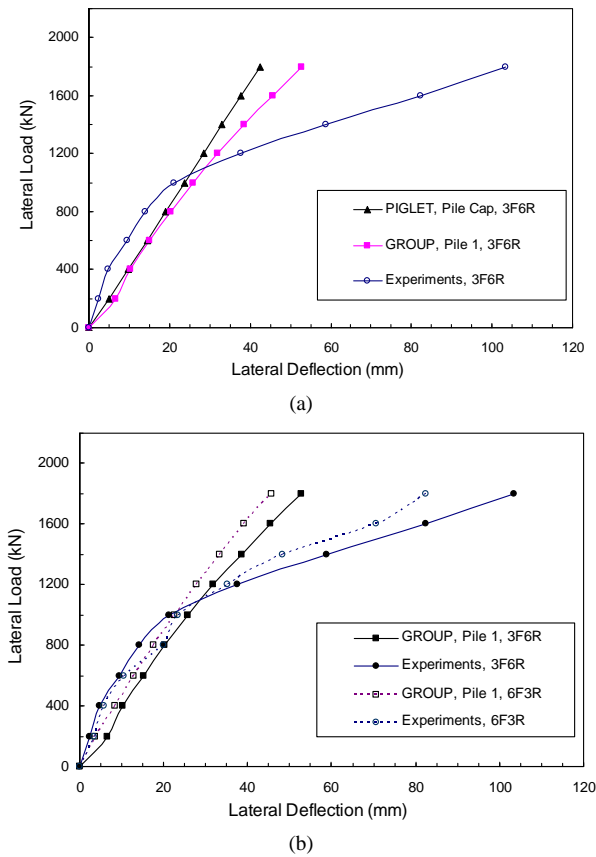 (a)
2000
1600
1200
800
400
0
Lateral Load (kN)
0 20 40 60 80 100 120
Lateral Deflection (mm)
PIGLET, Pile Cap, 3F6R
GROUP, Pile 1, 3F6R
Experiments, 3F6R
(a)
2000
1600
1200
800
400
0
Lateral Load (kN)
0 20 40 60 80 100 120
Lateral Deflection (mm)
GROUP, Pile 1, 3F6R
Experiments, 3F6R
GROUP, Pile 1, 6F3R
Experiments, 6F3R
(b)